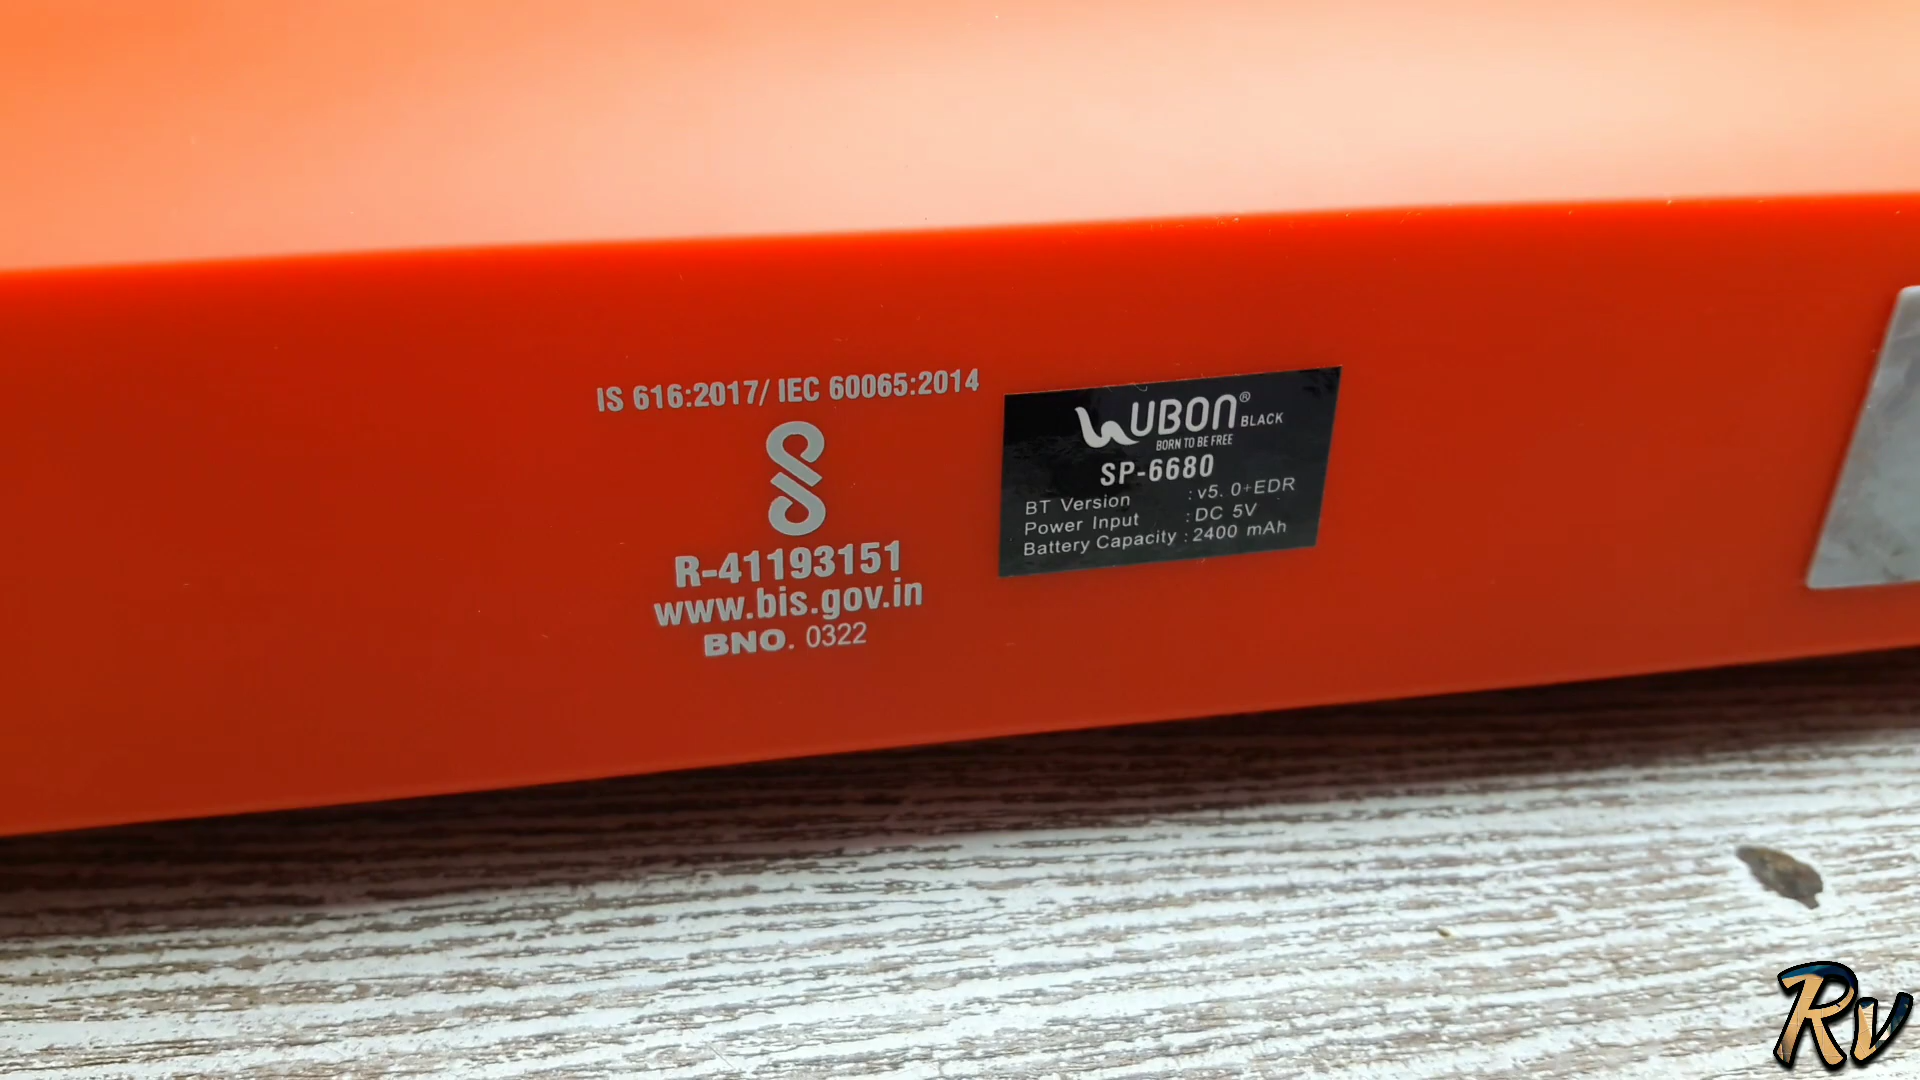 IS 616:2017/ IEC 60065:2014
R-41193151
www.bis.gov.in
BNO. 0322
UBON® BLACK
BORN TO BE FREE
SP-6680
BT Version : v5. 0+EDR
Power Input : DC 5V
Battery Capacity : 2400 mAh
Rv